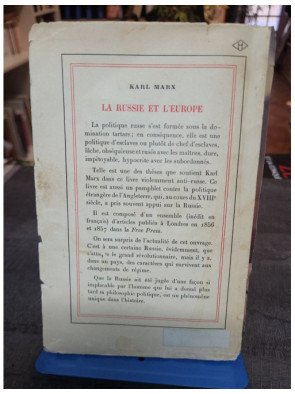 KARL MARX
LA RUSSIE ET L'EUROPE
La politique russe s'est formée sous la do-
mination tartare ; en conséquence, elle est une
politique d'esclaves ou plutôt de chef d'esclaves,
lâche, obséquieuse et rusée avec les maîtres, dure,
impitoyable, hypocrite avec les subordonnés.
Telle est une des thèses que soutient Karl
Marx dans ce livre violemment anti-russe. Ce
livre est aussi un pamphlet contre la politique
étrangère de l'Angleterre, qui, au cours du XVIIIe
siècle, a pris souvent appui sur la Russie.
Il est composé d'un ensemble (inédit en
français) d'articles publiés à Londres en 1856
et 1857 dans la Free Press.
On sera surpris de l'actualité de cet ouvrage.
C'est à une certaine Russie, évidemment, que
s'attaque le grand révolutionnaire, mais il y a,
dans un pays, des caractères qui survivent aux
changements de régime.
Que la Russie ait été jugée d'une façon si
implacable par l'homme qui lui a donné plus
tard sa philosophie politique, est un phénomène
unique dans l'histoire.